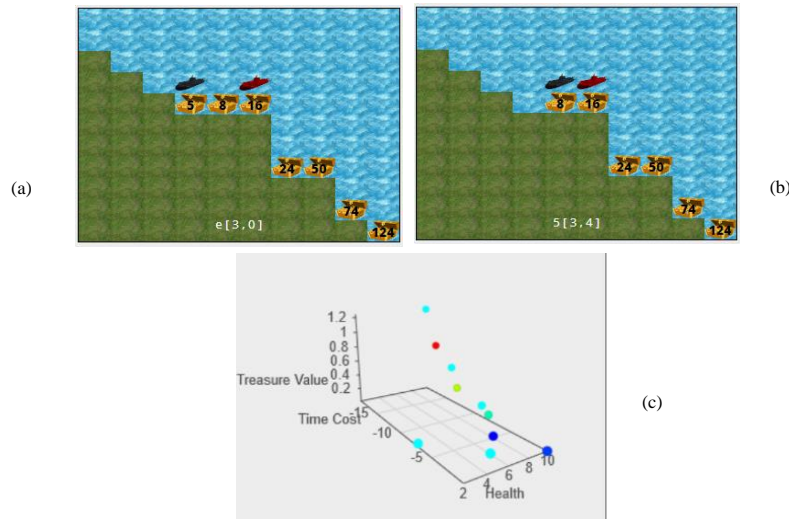 5 8 16
24 50
74
124
e[3,0]
(a)
8 16
24 50
74
124
5[3,4]
(b)
1.2
1
0.8
0.6
0.4
0.2
Treasure Value
Time Cost
-15
-10
-5
2 4 6 8 10
Health
(c)